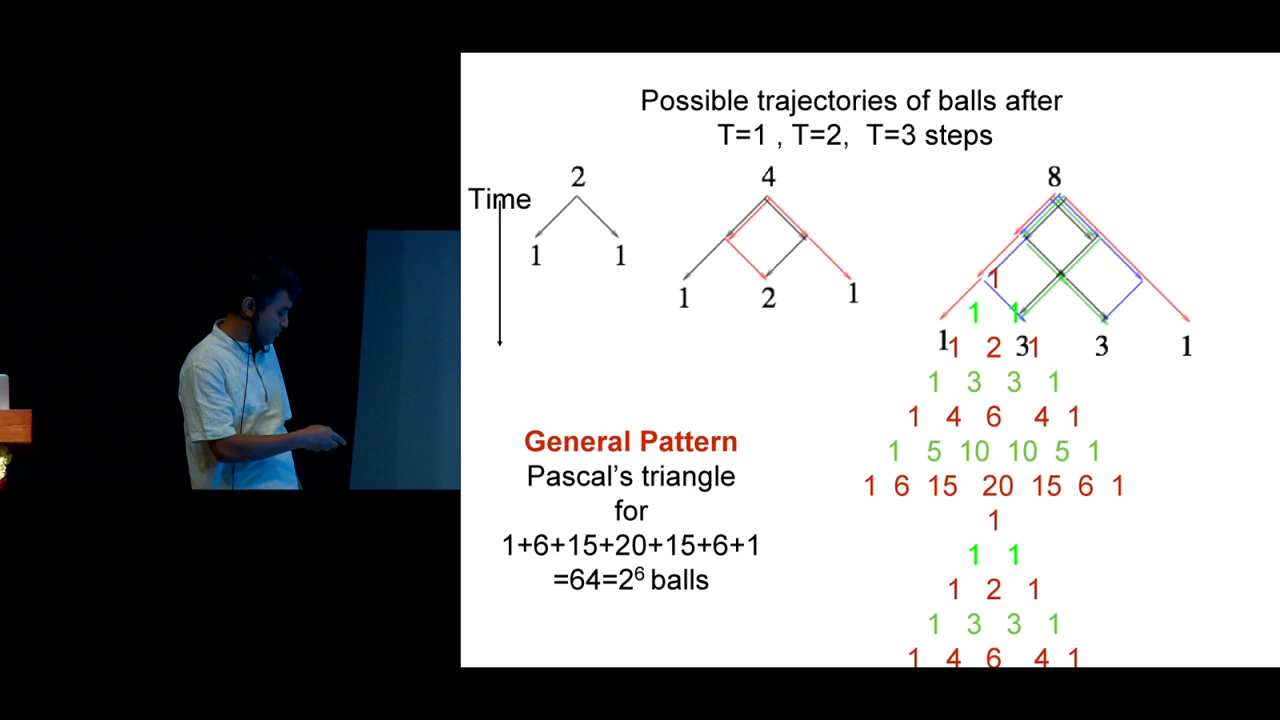 Possible trajectories of balls after
T=1 , T=2, T=3 steps
Time
2
1 1
4
1 2 1
8
1 3 3 1
General Pattern
Pascal’s triangle
for
1+6+15+20+15+6+1
=64=2⁶ balls
1
1 1
1 2 1
1 3 3 1
1 4 6 4 1
1 5 10 10 5 1
1 6 15 20 15 6 1
1
1 1
1 2 1
1 3 3 1
1 4 6 4 1